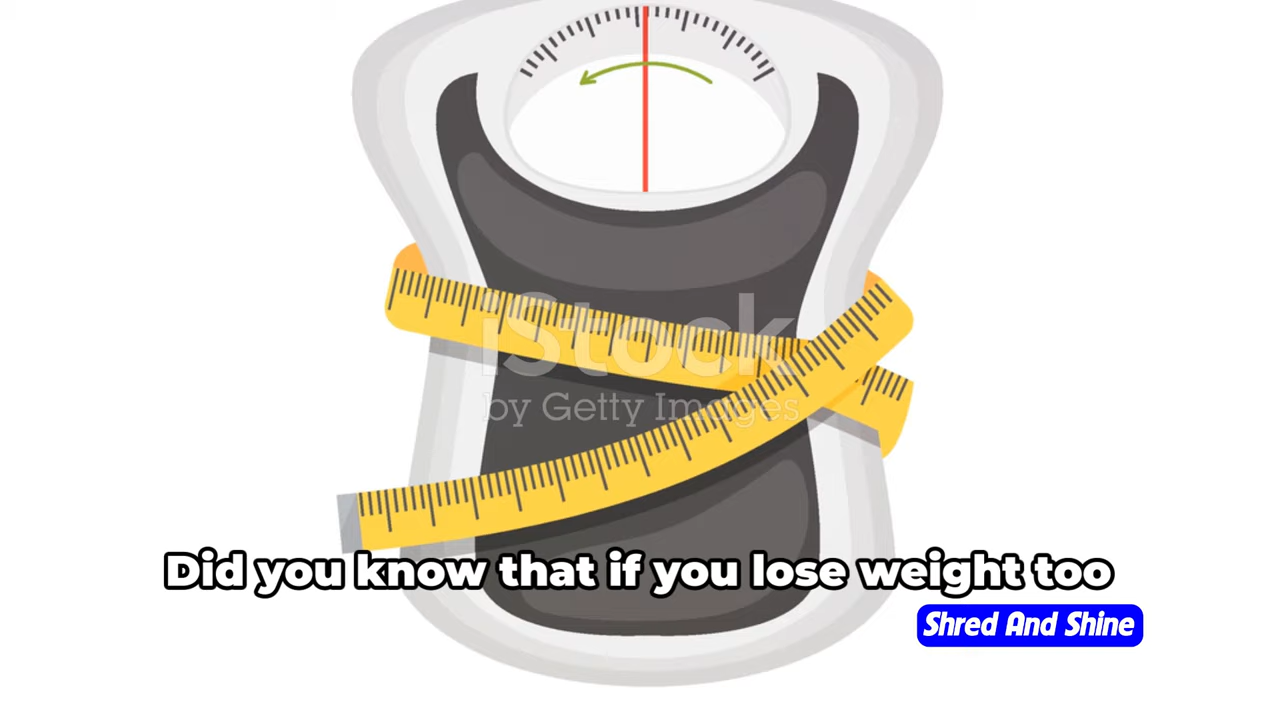 iStock
by Getty Images
Did you know that if you lose weight too
Shred And Shine